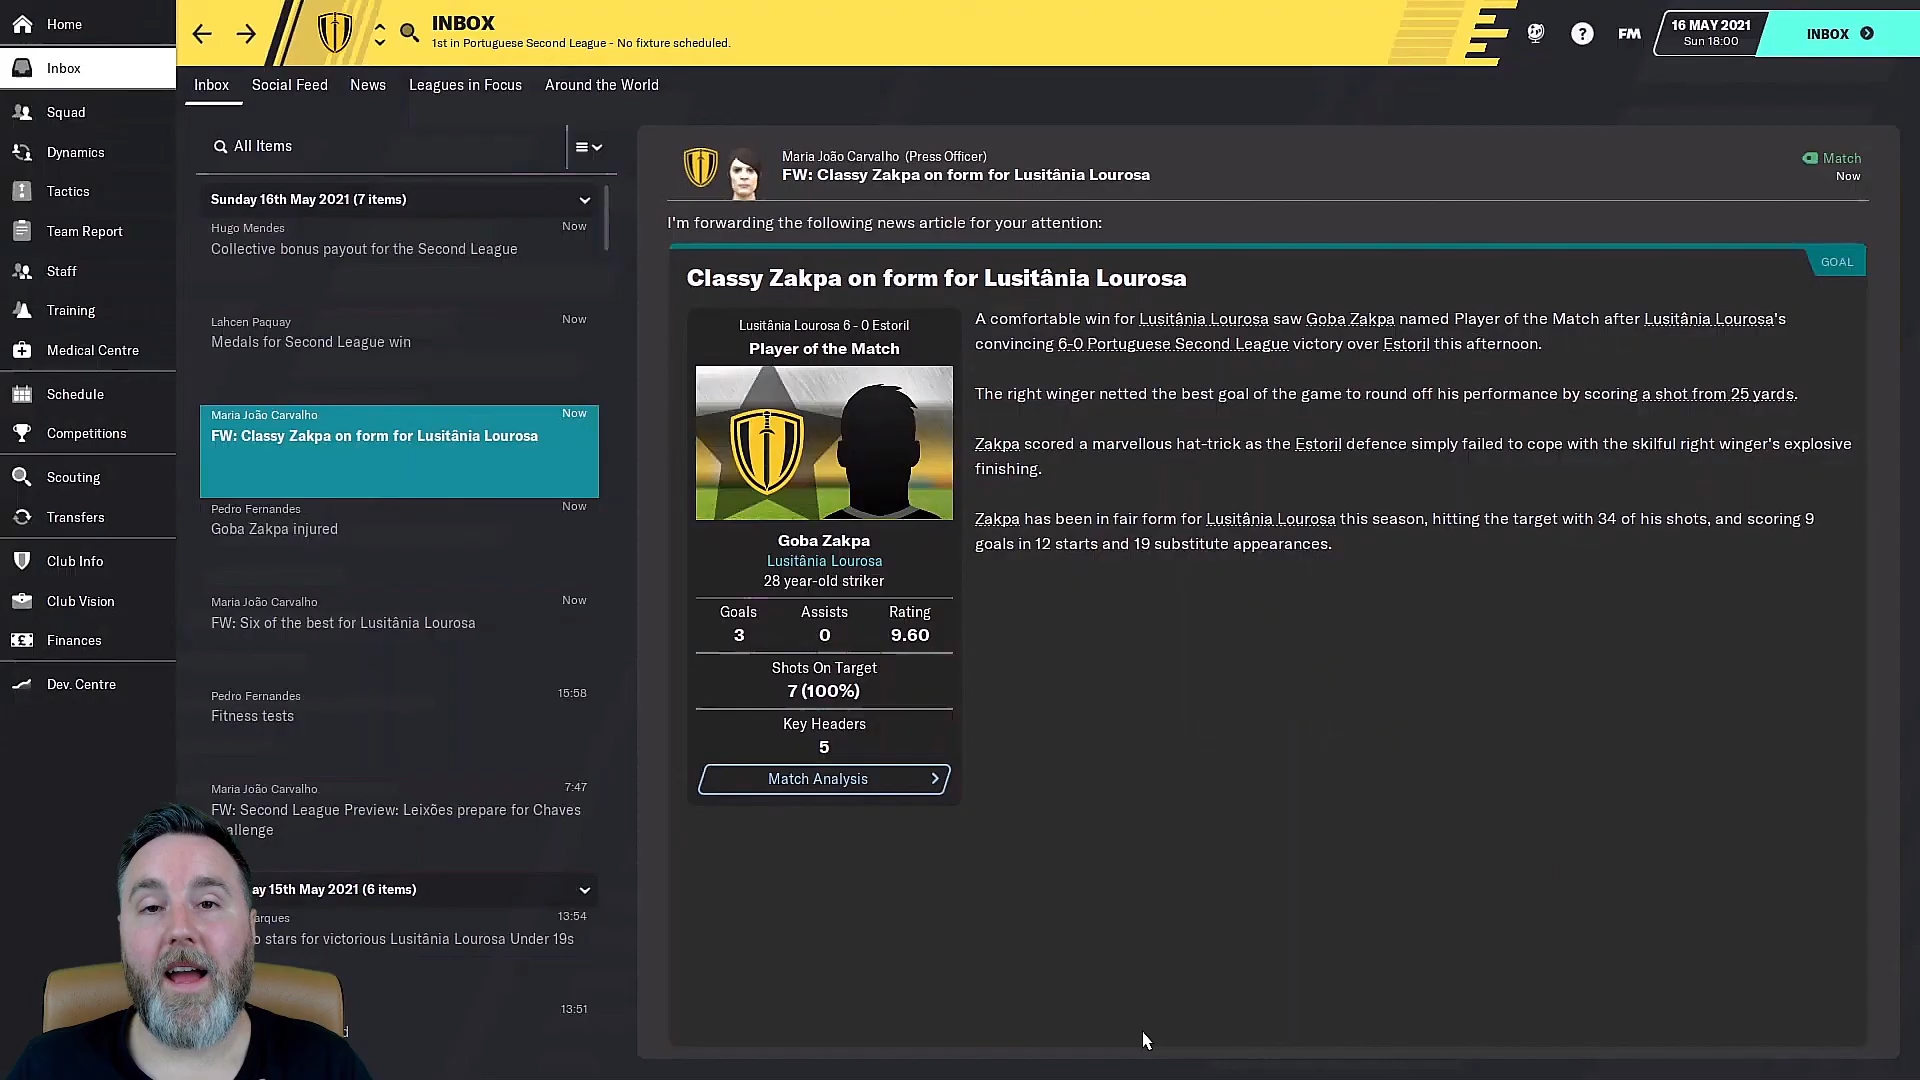 Home
Inbox
Squad
Dynamics
Tactics
Team Report
Staff
Training
Medical Centre
Schedule
Competitions
Scouting
Transfers
Club Info
Club Vision
Finances
Dev. Centre
INBOX
1st in Portuguese Second League - No fixture scheduled.
?
FM
16 MAY 2021
Sun 18:00
INBOX
Inbox Social Feed News Leagues in Focus Around the World
All Items
Sunday 16th May 2021 (7 items)
Hugo Mendes Now
Collective bonus payout for the Second League
Lahcen Paquay Now
Medals for Second League win
Maria João Carvalho Now
FW: Classy Zakpa on form for Lusitânia Lourosa
Pedro Fernandes Now
Goba Zakpa injured
Maria João Carvalho Now
FW: Six of the best for Lusitânia Lourosa
Pedro Fernandes 15:58
Fitness tests
Maria João Carvalho 7:47
FW: Second League Preview: Leixões prepare for Chaves
allenge
ay 15th May 2021 (6 items)
arques 13:54
o stars for victorious Lusitânia Lourosa Under 19s
13:51
d
Maria João Carvalho (Press Officer)
FW: Classy Zakpa on form for Lusitânia Lourosa
Match
Now
I'm forwarding the following news article for your attention:
GOAL
Classy Zakpa on form for Lusitânia Lourosa
Lusitânia Lourosa 6 - 0 Estoril
Player of the Match
Goba Zakpa
Lusitânia Lourosa
28 year-old striker
Goals Assists Rating
3 0 9.60
Shots On Target
7 (100%)
Key Headers
5
Match Analysis
A comfortable win for Lusitânia Lourosa saw Goba Zakpa named Player of the Match after Lusitânia Lourosa's
convincing 6-0 Portuguese Second League victory over Estoril this afternoon.
The right winger netted the best goal of the game to round off his performance by scoring a shot from 25 yards.
Zakpa scored a marvellous hat-trick as the Estoril defence simply failed to cope with the skilful right winger's explosive
finishing.
Zakpa has been in fair form for Lusitânia Lourosa this season, hitting the target with 34 of his shots, and scoring 9
goals in 12 starts and 19 substitute appearances.